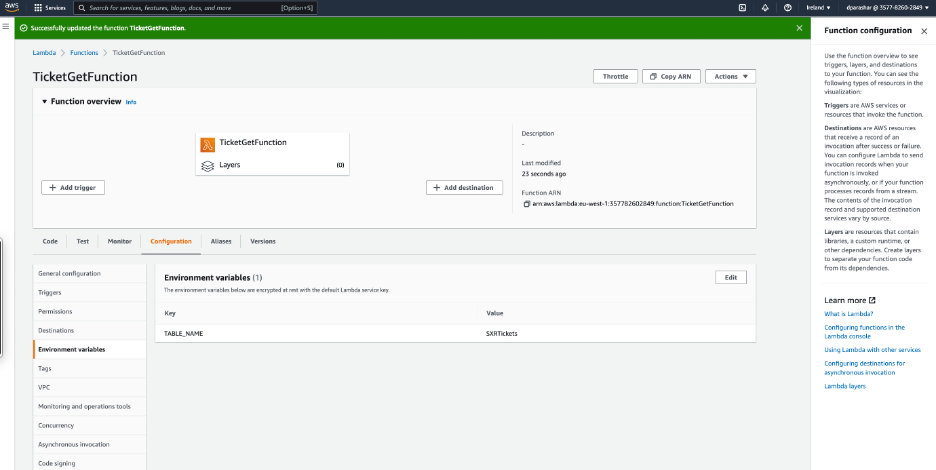 aws
Services
Search for services, features, blogs, docs, and more
[Option+S]
Ireland
dparashar @ 3577-8260-2849
Successfully updated the function TicketGetFunction.
Lambda
Functions
TicketGetFunction
TicketGetFunction
Throttle
Copy ARN
Actions
Function overview Info
TicketGetFunction
Layers
(0)
+ Add trigger
+ Add destination
Description
-
Last modified
23 seconds ago
Function ARN
arn:aws:lambda:eu-west-1:357782602849:function:TicketGetFunction
Code
Test
Monitor
Configuration
Aliases
Versions
General configuration
Triggers
Permissions
Destinations
Environment variables
Tags
VPC
Monitoring and operations tools
Concurrency
Asynchronous invocation
Code signing
Environment variables (1)
Edit
The environment variables below are encrypted at rest with the default Lambda service key.
Key
Value
TABLE_NAME
SXRTickets
Function configuration
Use the function overview to see
triggers, layers, and destinations
to your function. You can see the
following types of resources in the
visualization:
Triggers are AWS services or
resources that invoke the function.
Destinations are AWS resources
that receive a record of an
invocation after success or failure.
You can configure Lambda to send
invocation records when your
function is invoked
asynchronously, or if your function
processes records from a stream.
The contents of the invocation
record and supported destination
services vary by source.
Layers are resources that contain
libraries, a custom runtime, or
other dependencies. Create layers
to separate your function code
from its dependencies.
Learn more
What is Lambda?
Configuring functions in the
Lambda console
Using Lambda with other services
Configuring destinations for
asynchronous invocation
Lambda layers